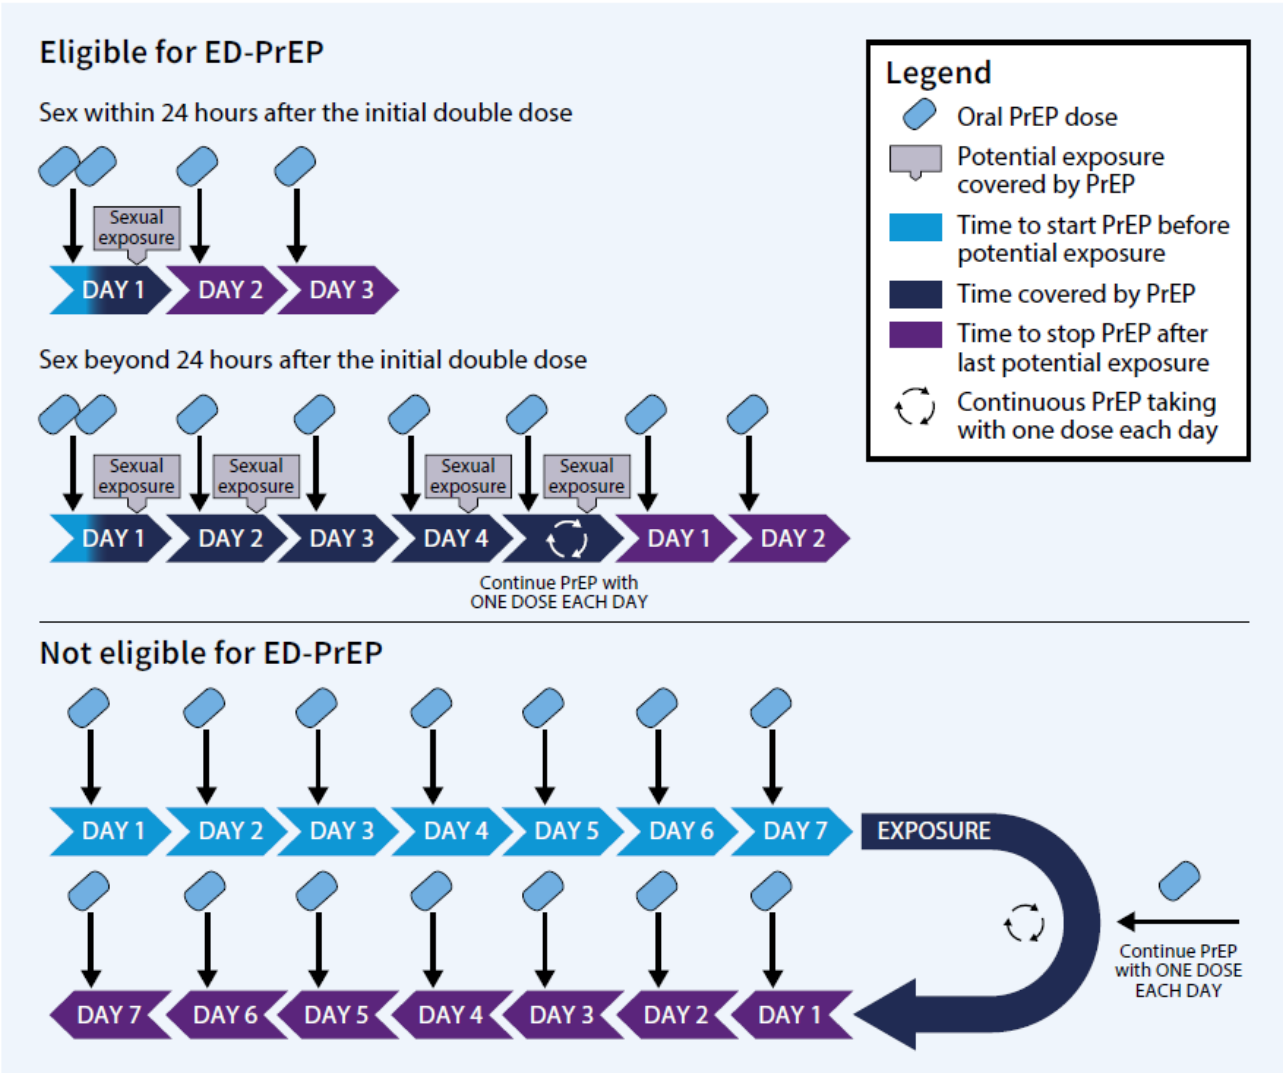 Eligible for ED-PrEP
Sex within 24 hours after the initial double dose
Sexual
exposure
DAY 1
DAY 2
DAY 3
Sex beyond 24 hours after the initial double dose
Sexual
exposure
Sexual
exposure
Sexual
exposure
Sexual
exposure
DAY 1
DAY 2
DAY 3
DAY 4
DAY 1
DAY 2
Continue PrEP with
ONE DOSE EACH DAY
Legend
Oral PrEP dose
Potential exposure
covered by PrEP
Time to start PrEP before
potential exposure
Time covered by PrEP
Time to stop PrEP after
last potential exposure
Continuous PrEP taking
with one dose each day
Not eligible for ED-PrEP
DAY 1
DAY 2
DAY 3
DAY 4
DAY 5
DAY 6
DAY 7
EXPOSURE
Continue PrEP
with ONE DOSE
EACH DAY
DAY 7
DAY 6
DAY 5
DAY 4
DAY 3
DAY 2
DAY 1